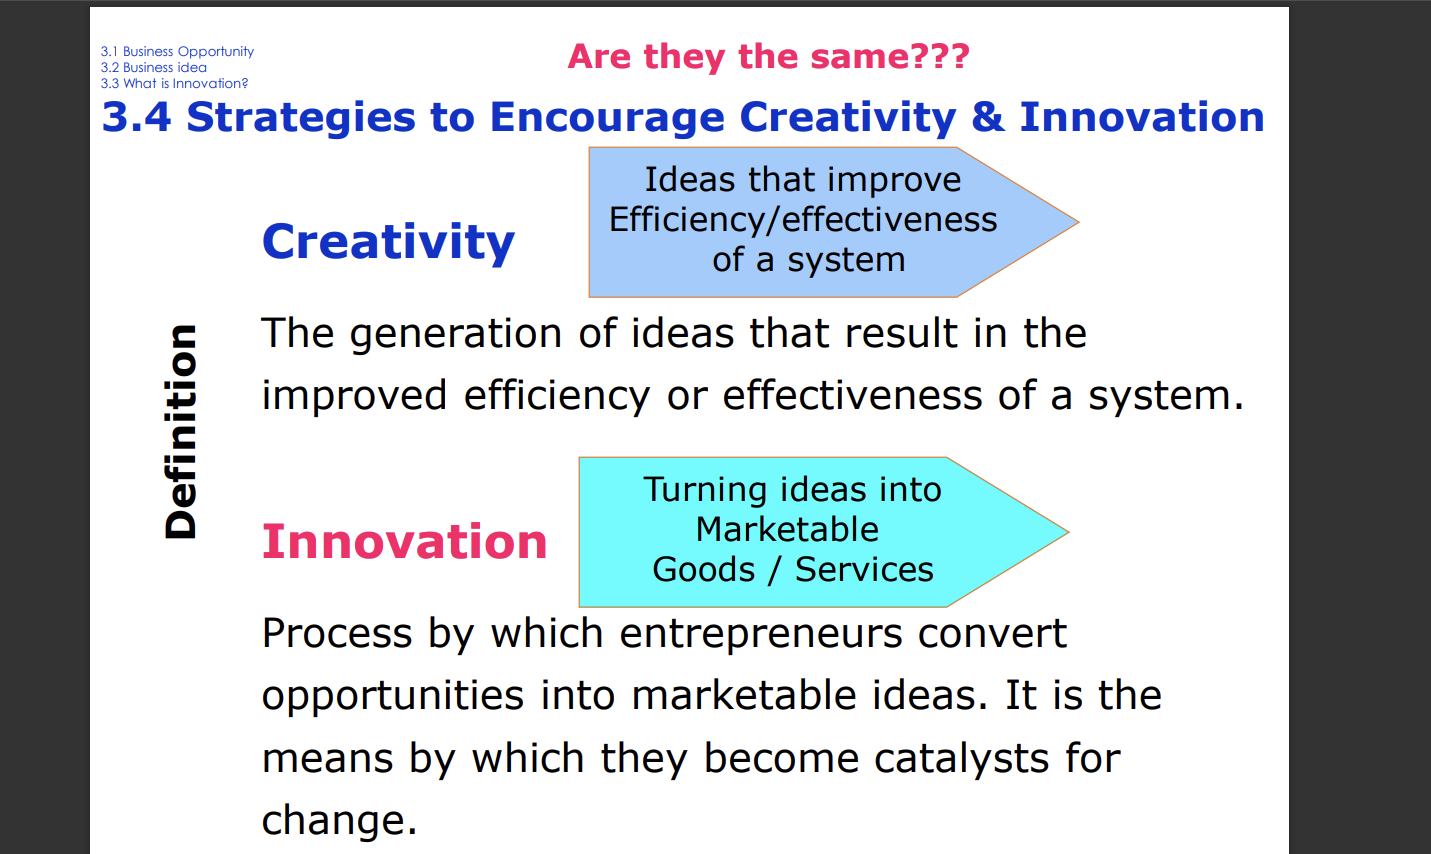 3.1 Business Opportunity
3.2 Business idea
3.3 What is Innovation?
Are they the same???
3.4 Strategies to Encourage Creativity & Innovation
Definition
Creativity
Ideas that improve
Efficiency/effectiveness
of a system
The generation of ideas that result in the
improved efficiency or effectiveness of a system.
Innovation
Turning ideas into
Marketable
Goods / Services
Process by which entrepreneurs convert
opportunities into marketable ideas. It is the
means by which they become catalysts for
change.